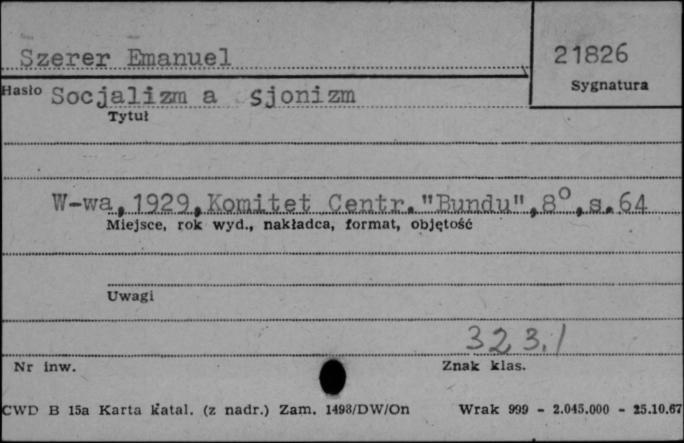 Szerer Emanuel
21826
Hasło
Sygnatura
Socjalizm a sjonizm
Tytuł
W-wa, 1929, Komitet Centr. "Bundu", 8°, s. 64
Miejsce, rok wyd., nakładca, format, objętość
Uwagi
323.1
Nr inw.
Znak klas.
CWD B 15a Karta katal. (z nadr.) Zam. 1498/DW/On Wrak 999 - 2.045.000 - 25.10.67